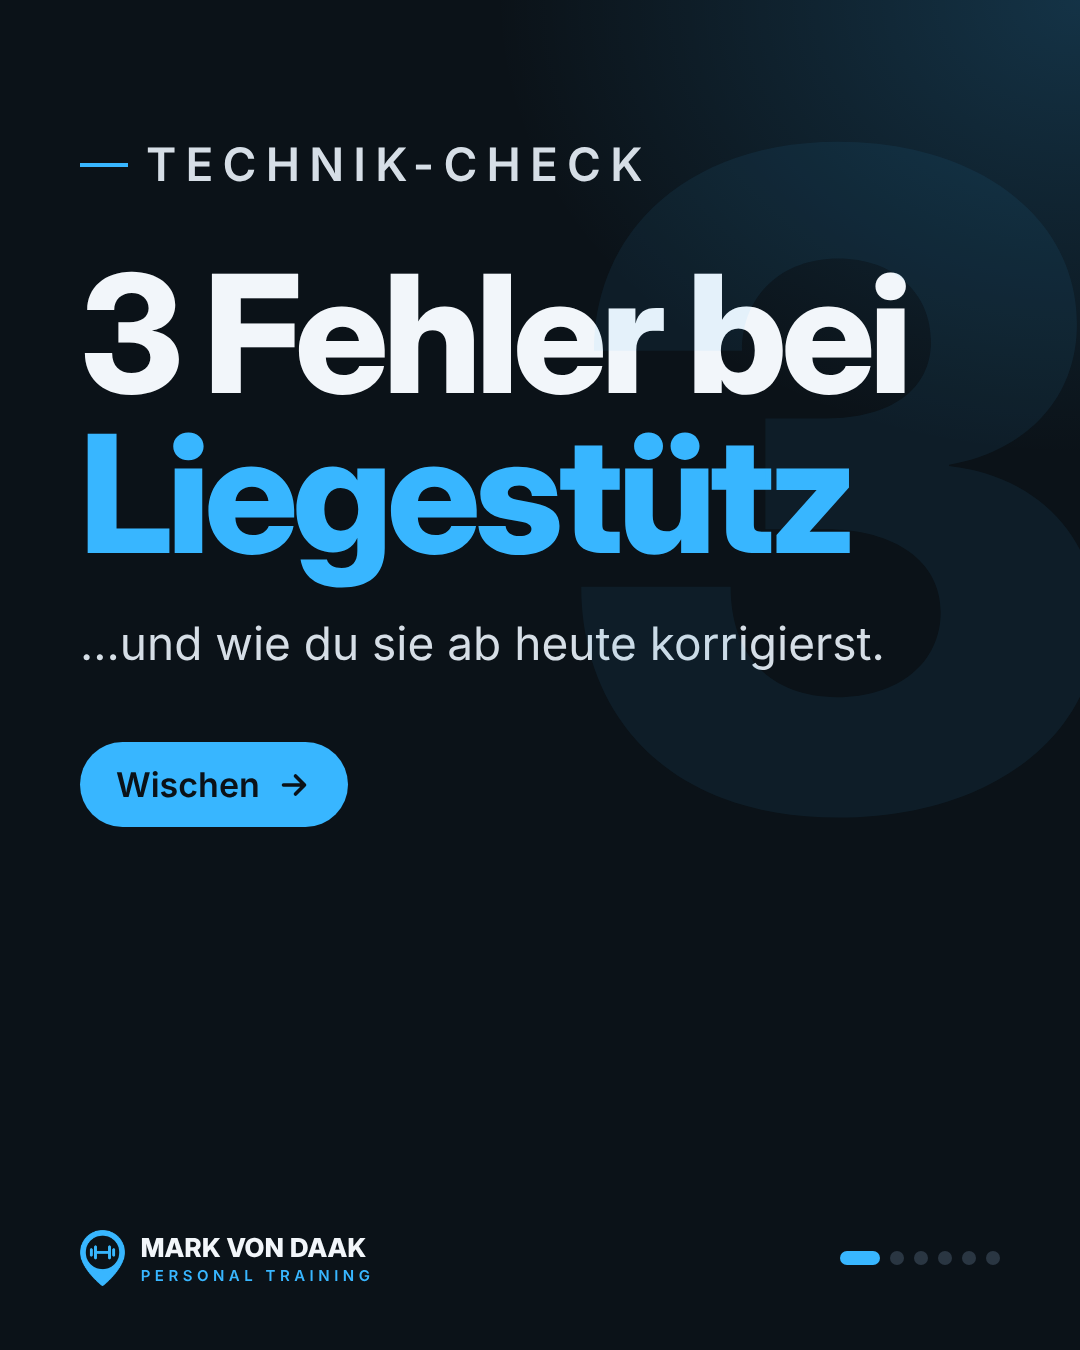 TECHNIK-CHECK
3 Fehler bei
Liegestütz
...und wie du sie ab heute korrigierst.
Wischen →
MARK VON DAAK
PERSONAL TRAINING
3